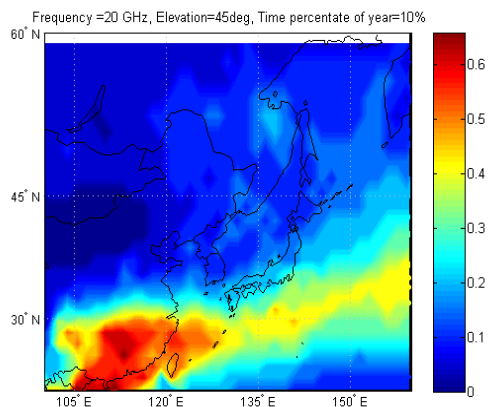 Frequency =20 GHz, Elevation=45deg, Time percentate of year=10%
60° N
45° N
30° N
105° E
120° E
135° E
150° E
0.6
0.5
0.4
0.3
0.2
0.1
0